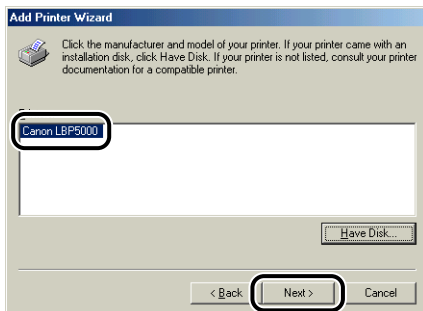 Add Printer Wizard
Click the manufacturer and model of your printer. If your printer came with an
installation disk, click Have Disk. If your printer is not listed, consult your printer
documentation for a compatible printer.
Canon LBP5000
Have Disk...
< Back
Next >
Cancel